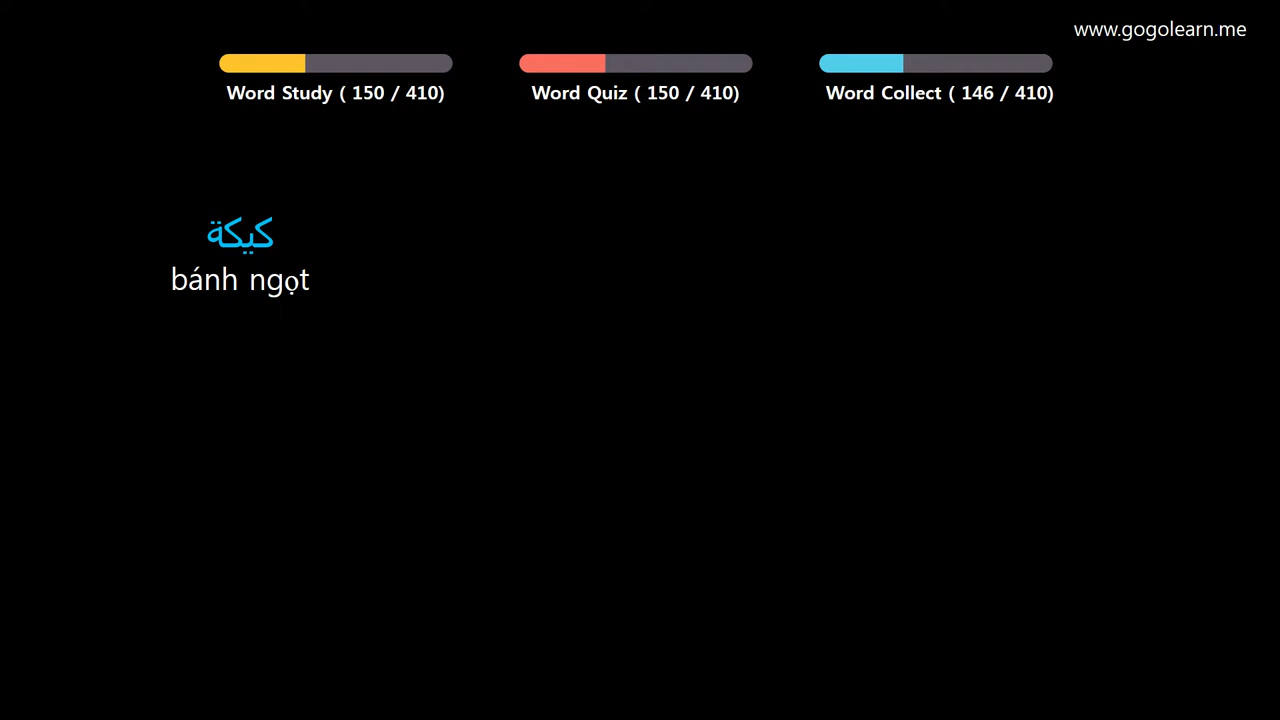 www.gogolearn.me
Word Study ( 150 / 410)
Word Quiz ( 150 / 410)
Word Collect ( 146 / 410)
كيكة
bánh ngọt